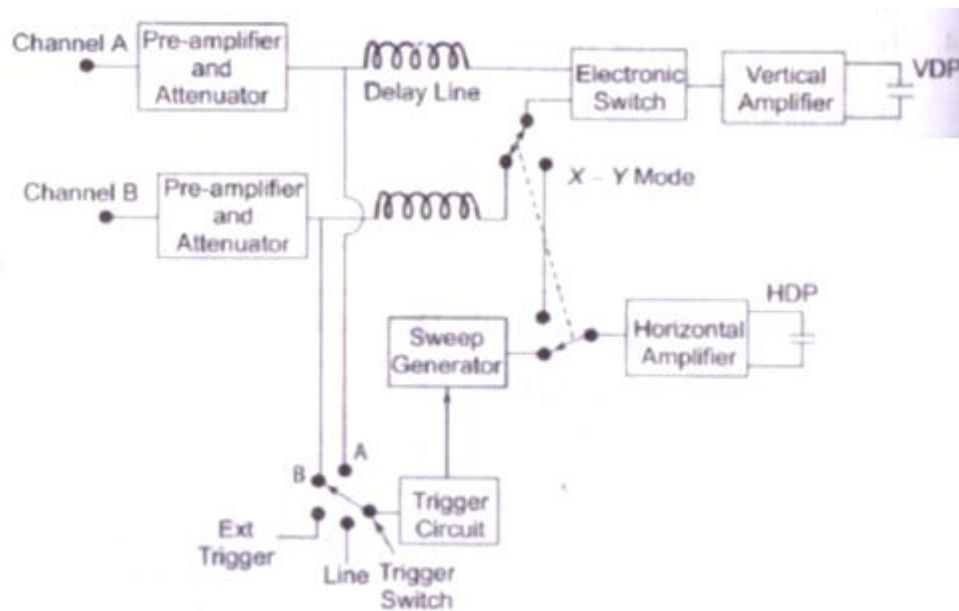 Channel A
Pre-amplifier
and
Attenuator
Delay Line
Electronic
Switch
Vertical
Amplifier
VDP
Channel B
Pre-amplifier
and
Attenuator
X – Y Mode
Sweep
Generator
Horizontal
Amplifier
HDP
A
B
Trigger
Circuit
Ext
Trigger
Line
Trigger
Switch